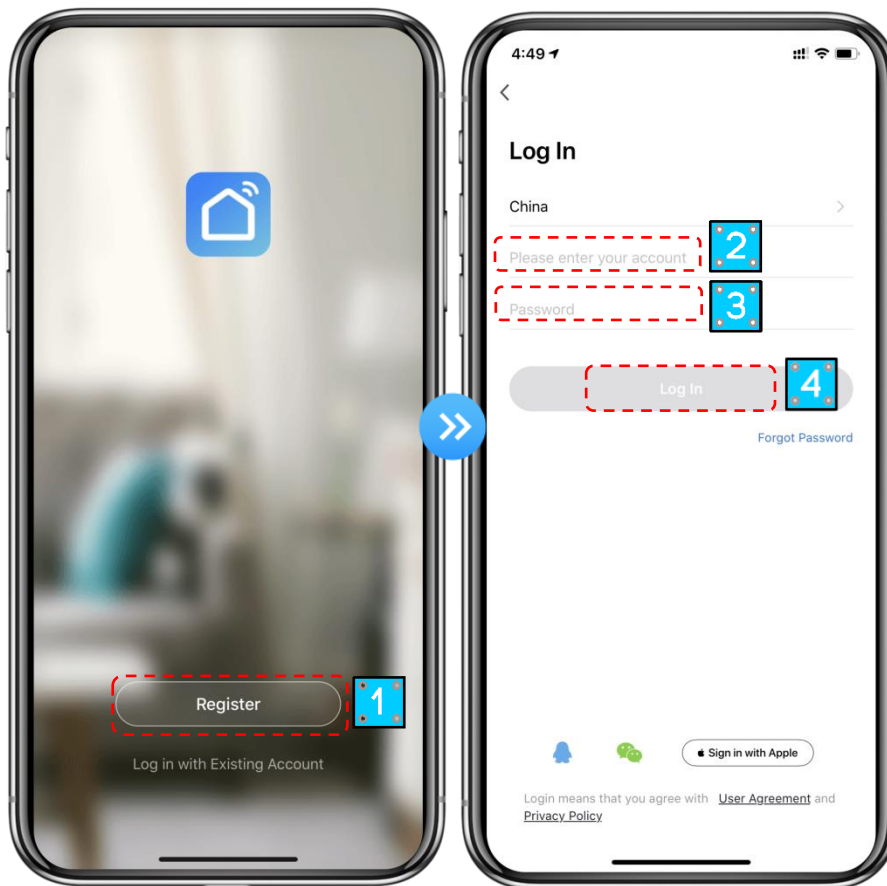 Register
1
Log in with Existing Account
4:49
Log In
China
Please enter your account
2
Password
3
Log In
4
Forgot Password
Sign in with Apple
Login means that you agree with User Agreement and
Privacy Policy